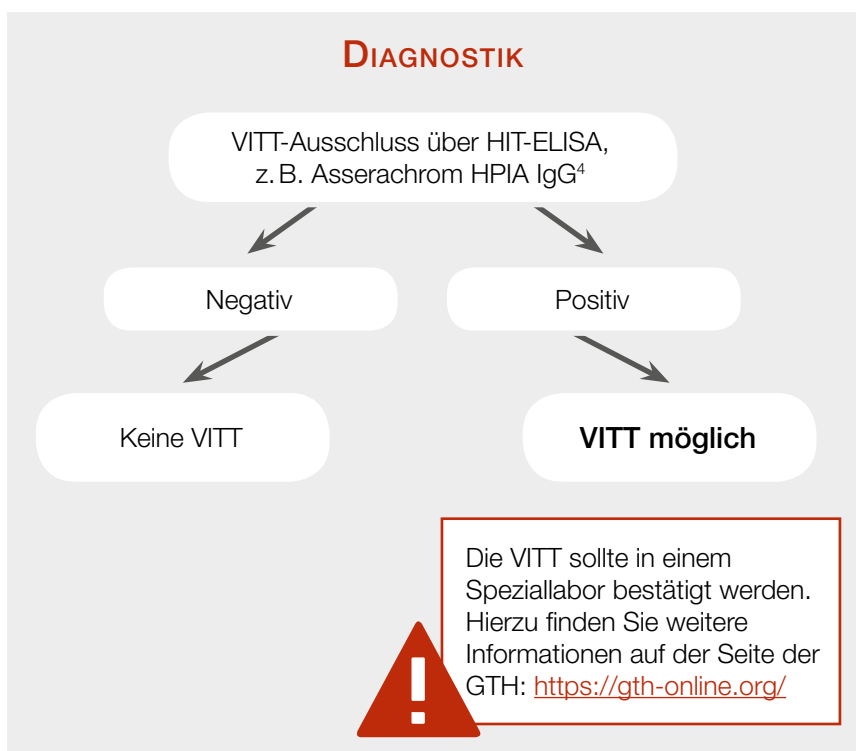 DIAGNOSTIK
VITT-Ausschluss über HIT-ELISA,
z. B. Asserachrom HPIA IgG⁴
Negativ
Positiv
Keine VITT
VITT möglich
Die VITT sollte in einem
Speziallabor bestätigt werden.
Hierzu finden Sie weitere
Informationen auf der Seite der
GTH: https://gth-online.org/
!